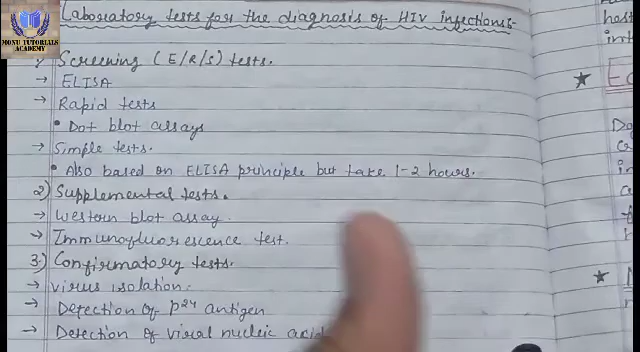 MONU TUTORIALS
ACADEMY
Laboratory tests for the diagnosis of HIV infections:-
1) Screening (E/R/S) tests.
→ ELISA
→ Rapid tests
• Dot blot assays
→ Simple tests.
• Also based on ELISA principle but take 1-2 hours.
2) Supplemental tests.
→ Western blot assay.
→ Immunofluorescence test.
3.) Confirmatory tests.
→ Virus isolation.
→ Detection of P24 antigen
→ Detection of viral nucleic acid